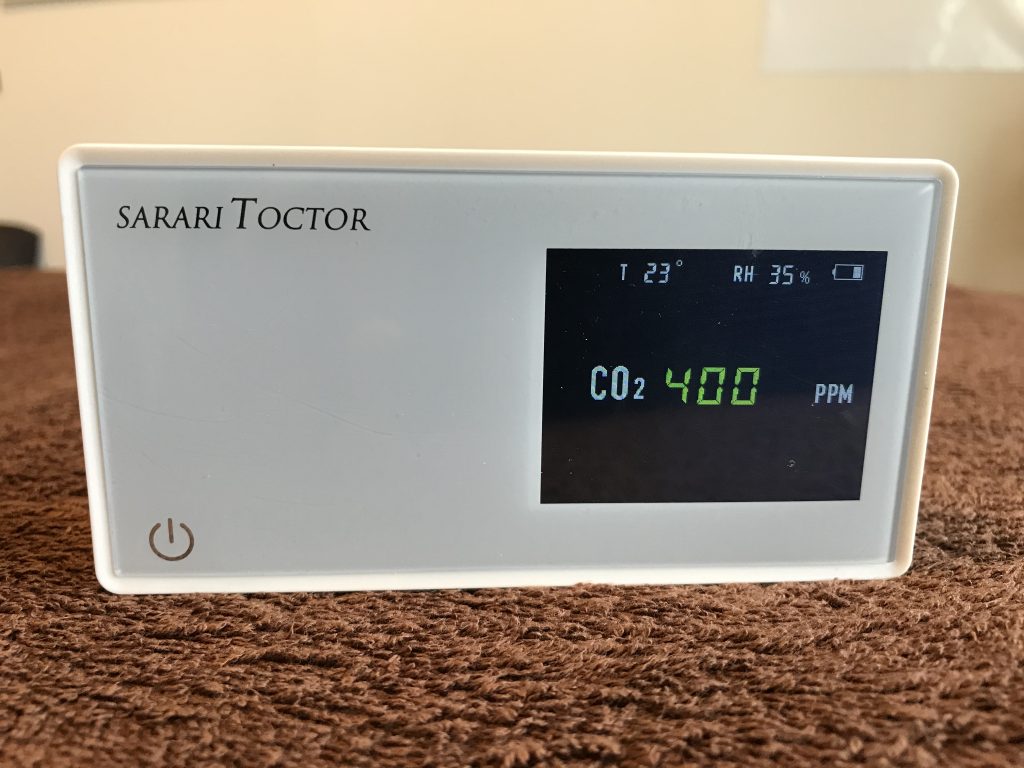 SARARI TOCTOR
T 23° RH 35%
CO2 400 PPM